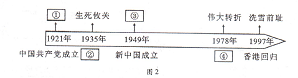 ① 生死攸关 ③ 伟大转折 洗雪前耻
1921年 1935年 1949年 1978年 1997年
中国共产党成立 ② 新中国成立 ④ 香港回归
图2